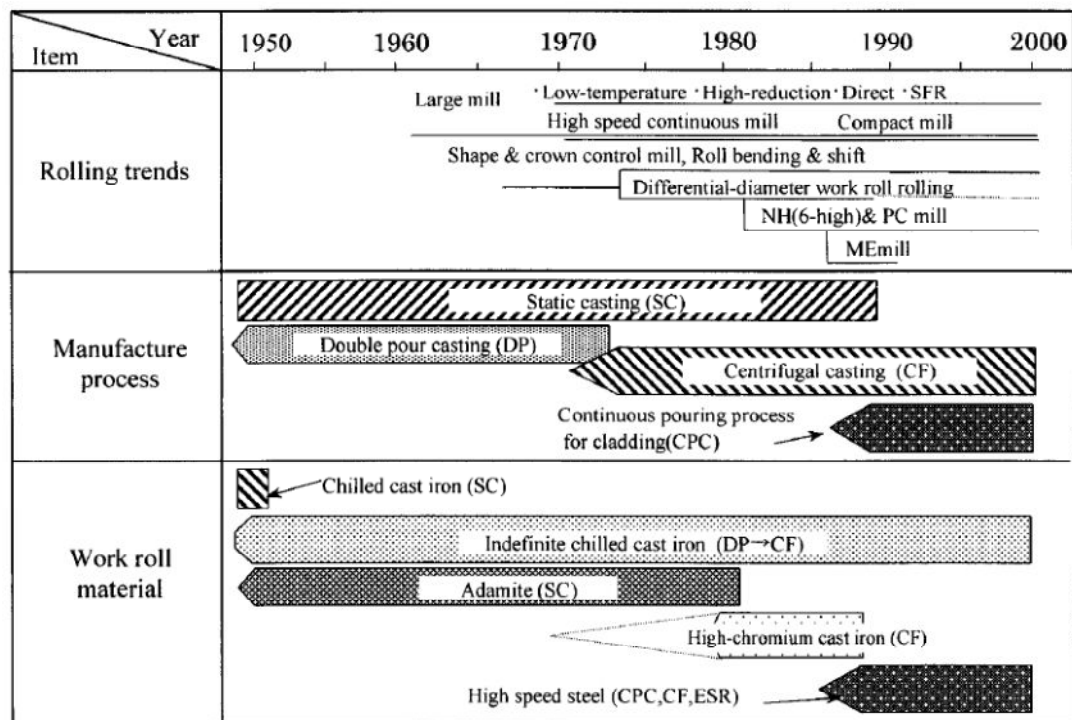 Year
Item
1950 1960 1970 1980 1990 2000
Rolling trends
Large mill ・Low-temperature ・High-reduction・Direct ・SFR
High speed continuous mill Compact mill
Shape & crown control mill, Roll bending & shift
Differential-diameter work roll rolling
NH(6-high)& PC mill
MEmill
Manufacture
process
Static casting (SC)
Double pour casting (DP)
Centrifugal casting (CF)
Continuous pouring process
for cladding(CPC)
Work roll
material
Chilled cast iron (SC)
Indefinite chilled cast iron (DP→CF)
Adamite (SC)
High-chromium cast iron (CF)
High speed steel (CPC,CF,ESR)